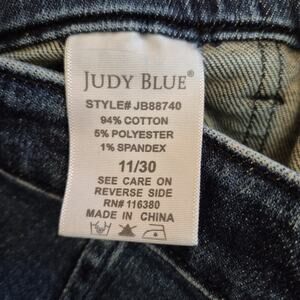 JUDY BLUE®
STYLE# JB88740
94% COTTON
5% POLYESTER
1% SPANDEX
11/30
SEE CARE ON
REVERSE SIDE
RN# 116380
MADE IN CHINA